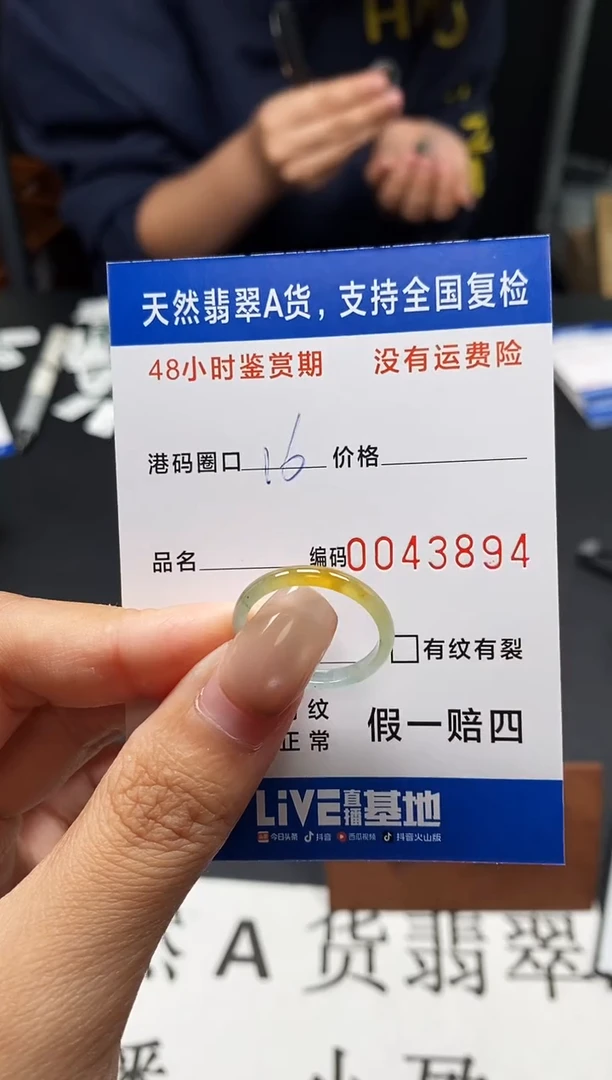 天然翡翠A货，支持全国复检
48小时鉴赏期 没有运费险
港码圈口 16 价格
品名 编码0043894
□有纹有裂
纹
正常 假一赔四
LiVE直播基地
今日头条 抖音 西瓜视频 抖音火山版
然A货翡翠